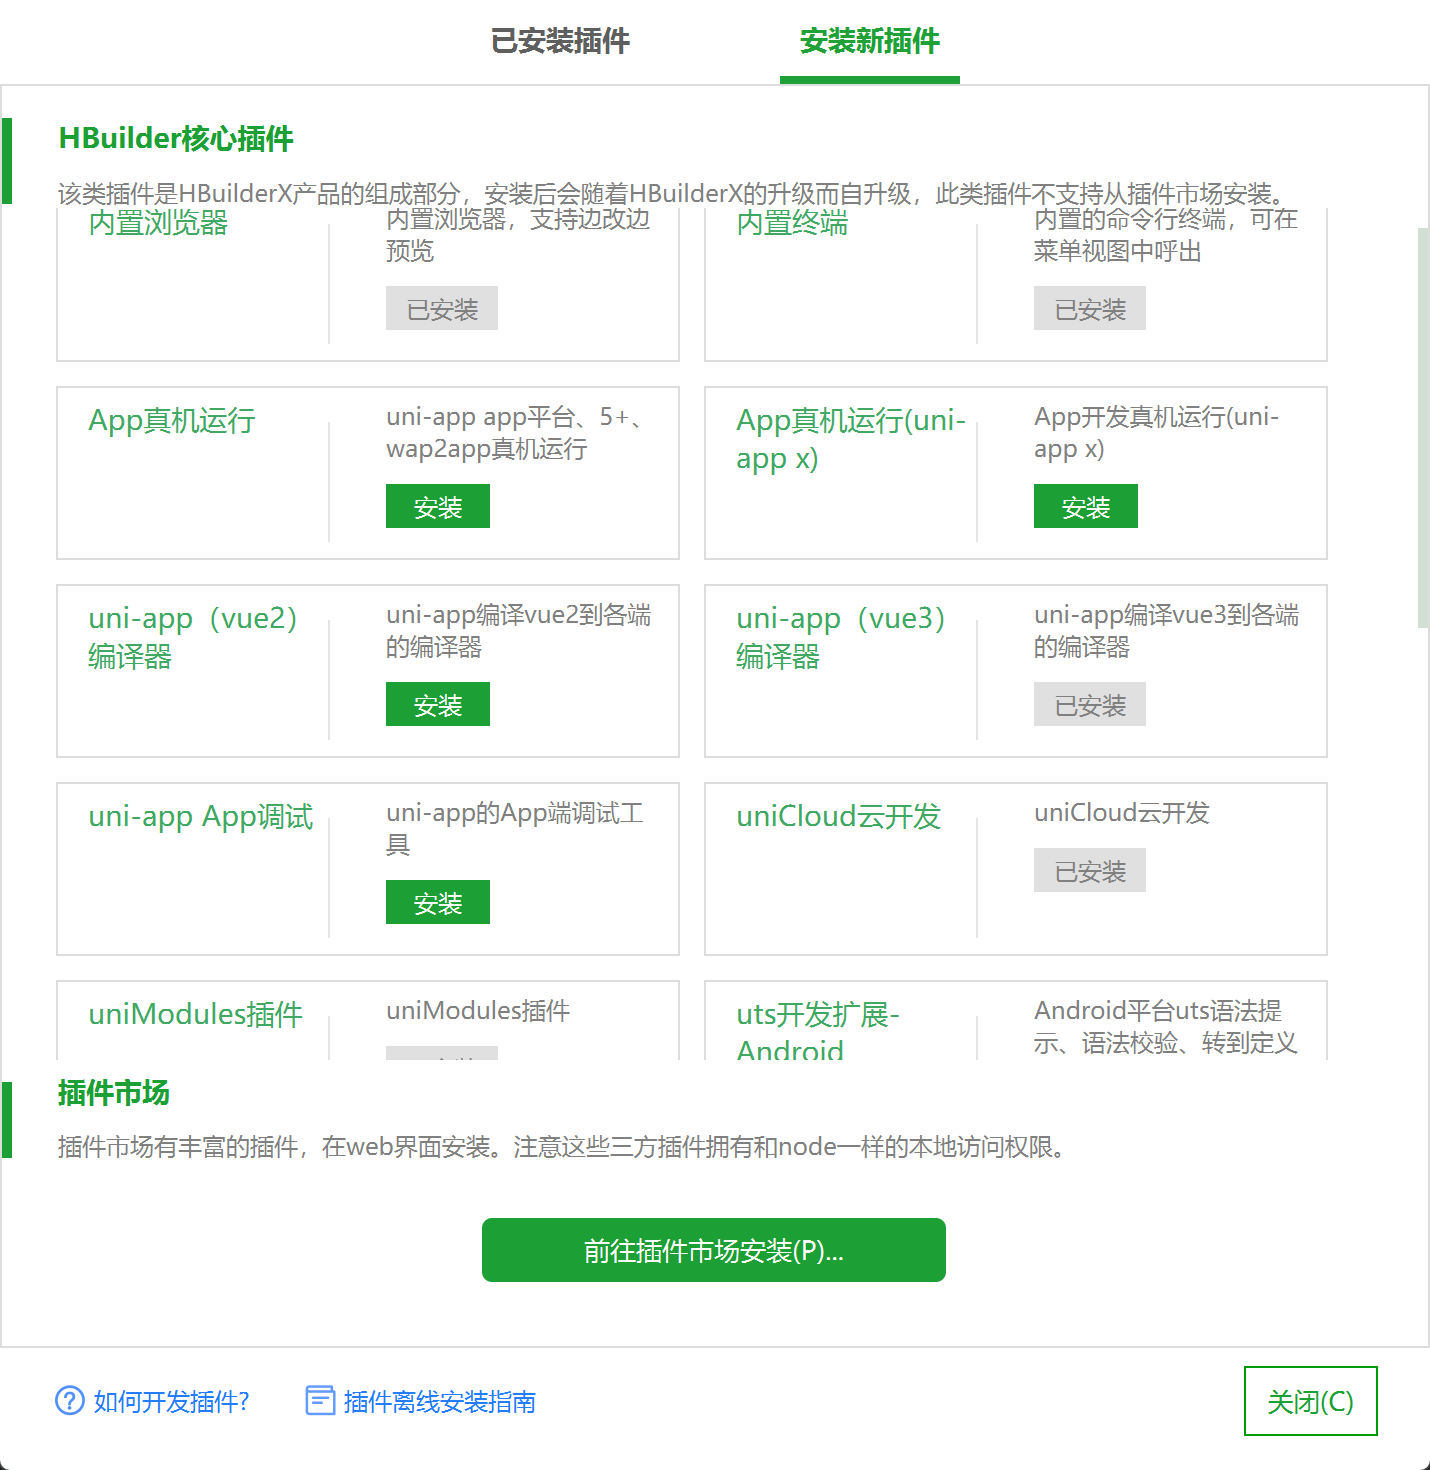 已安装插件
安装新插件
HBuilder核心插件
该类插件是HBuilderX产品的组成部分，安装后会随着HBuilderX的升级而自升级，此类插件不支持从插件市场安装。
内置浏览器
内置浏览器，支持边改边
预览
已安装
内置终端
内置的命令行终端，可在
菜单视图中呼出
已安装
App真机运行
uni-app app平台、5+、
wap2app真机运行
安装
App真机运行(uni-
app x)
App开发真机运行(uni-
app x)
安装
uni-app（vue2）
编译器
uni-app编译vue2到各端
的编译器
安装
uni-app（vue3）
编译器
uni-app编译vue3到各端
的编译器
已安装
uni-app App调试
uni-app的App端调试工
具
安装
uniCloud云开发
uniCloud云开发
已安装
uniModules插件
uniModules插件
uts开发扩展-
Android
Android平台uts语法提
示、语法校验、转到定义
插件市场
插件市场有丰富的插件，在web界面安装。注意这些三方插件拥有和node一样的本地访问权限。
前往插件市场安装(P)...
如何开发插件?
插件离线安装指南
关闭(C)